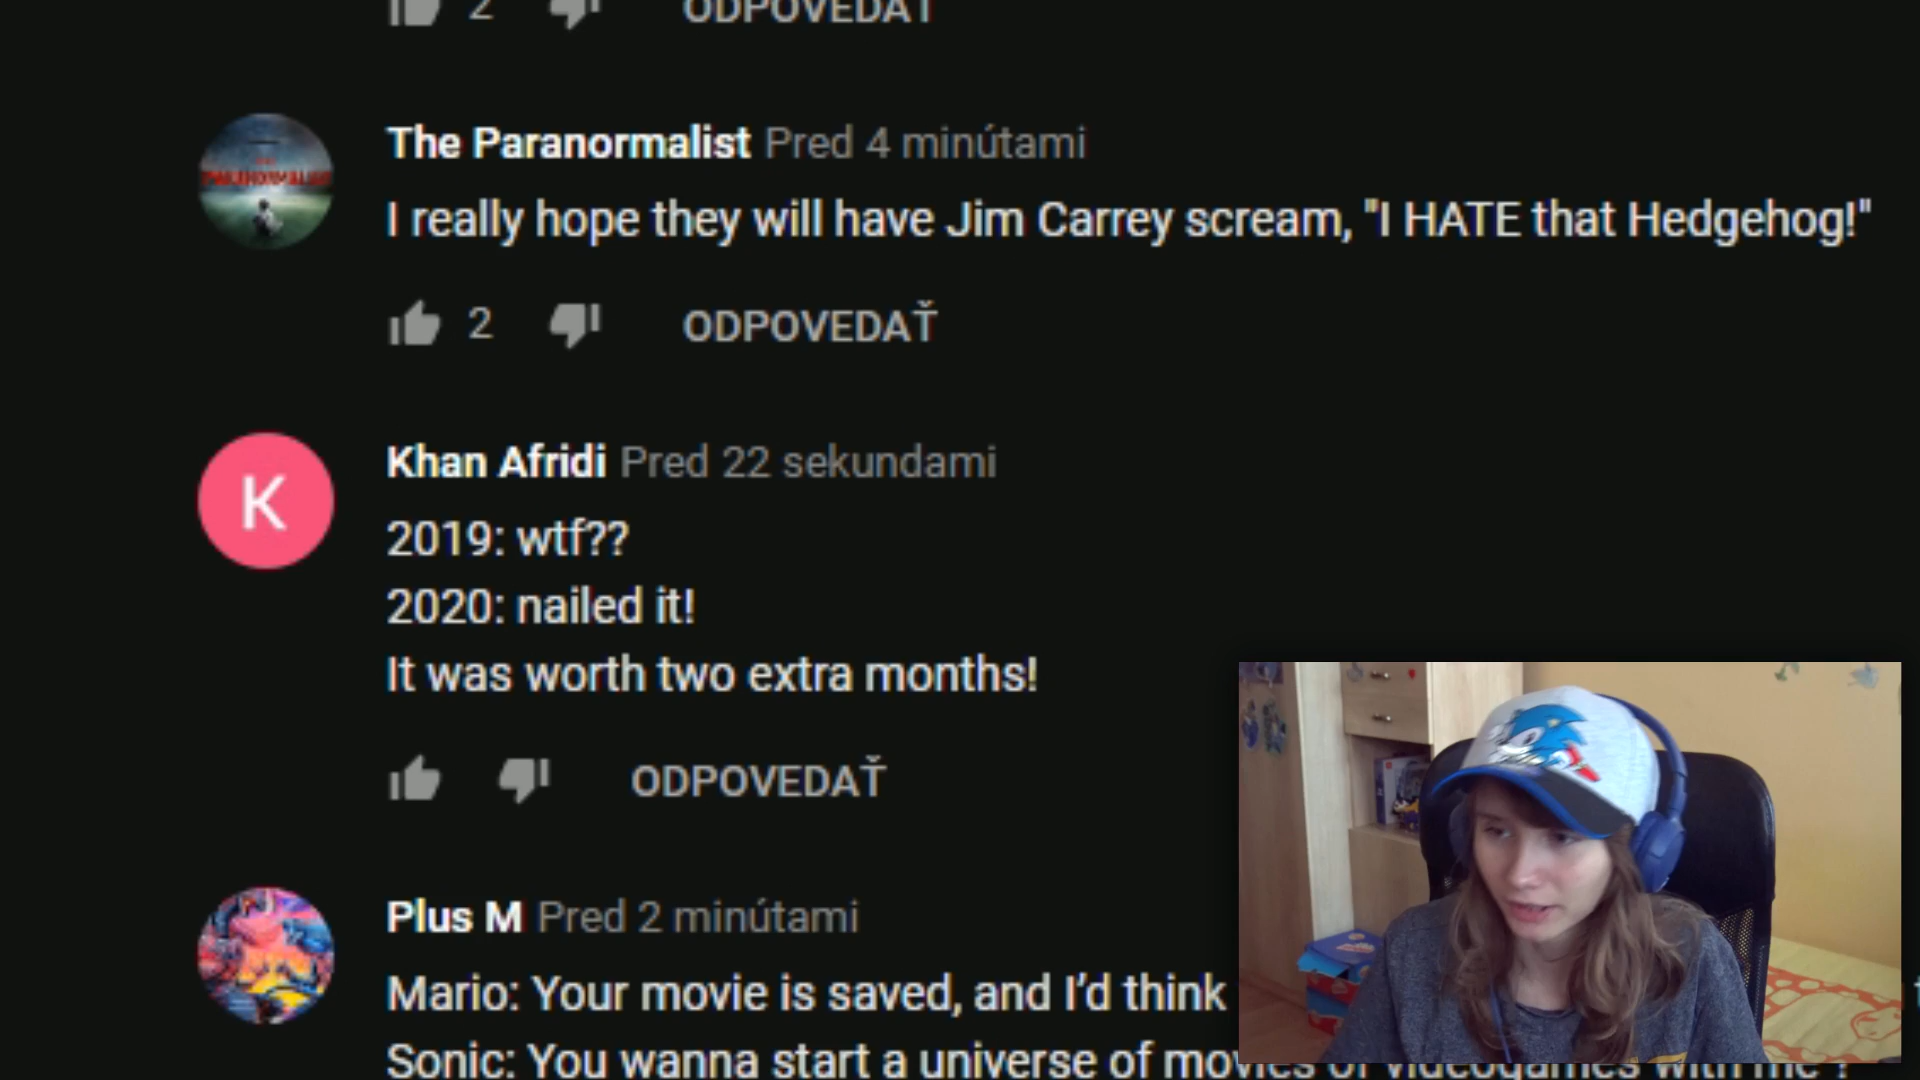 2 ODPOVEDAŤ
The Paranormalist Pred 4 minútami
I really hope they will have Jim Carrey scream, "I HATE that Hedgehog!"
2 ODPOVEDAŤ
K
Khan Afridi Pred 22 sekundami
2019: wtf??
2020: nailed it!
It was worth two extra months!
ODPOVEDAŤ
Plus M Pred 2 minútami
Mario: Your movie is saved, and I'd think
Sonic: You wanna start a universe of movies of videogames with me ?